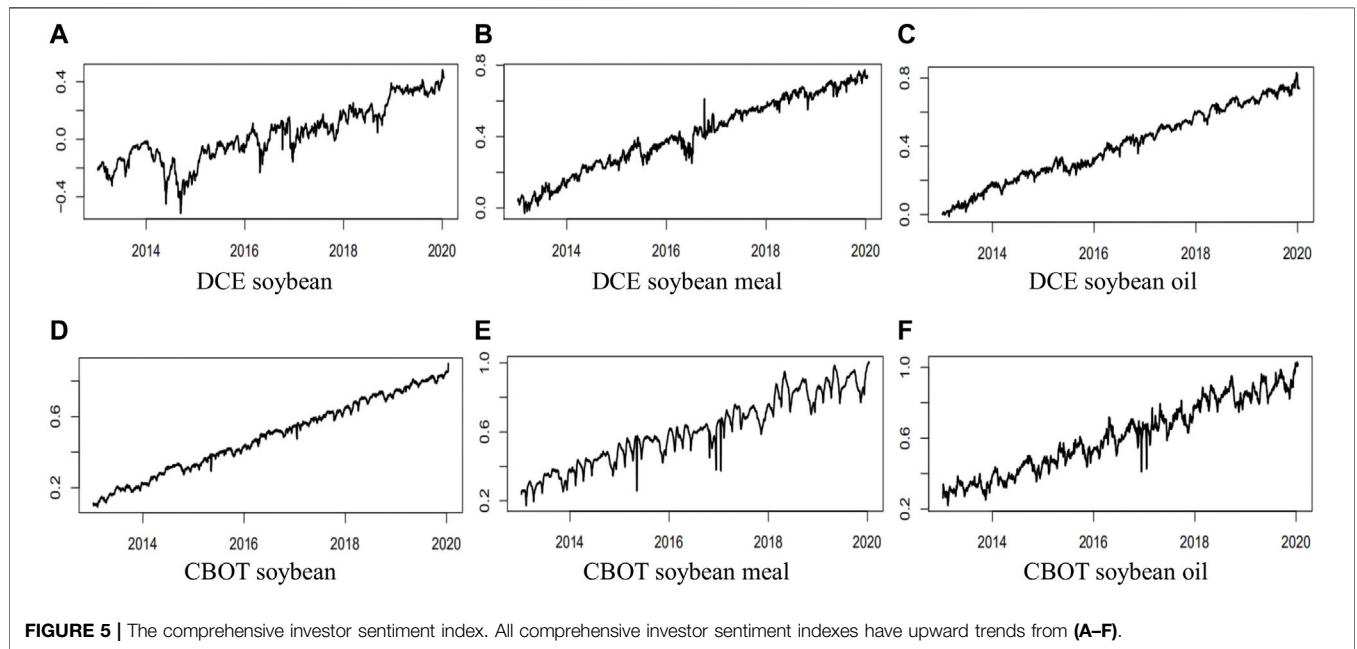 A
0.4
0.0
−0.4
2014 2016 2018 2020
DCE soybean
B
0.8
0.4
0.0
2014 2016 2018 2020
DCE soybean meal
C
0.8
0.4
0.0
2014 2016 2018 2020
DCE soybean oil
D
0.6
0.2
2014 2016 2018 2020
CBOT soybean
E
1.0
0.6
0.2
2014 2016 2018 2020
CBOT soybean meal
F
1.0
0.6
0.2
2014 2016 2018 2020
CBOT soybean oil
FIGURE 5 | The comprehensive investor sentiment index. All comprehensive investor sentiment indexes have upward trends from (A–F).